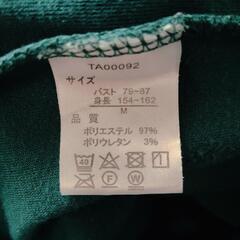 TA00092
サイズ
バスト 79~87
身長 154~162
M
品質
ポリエステル 97%
ポリウレタン 3%
40